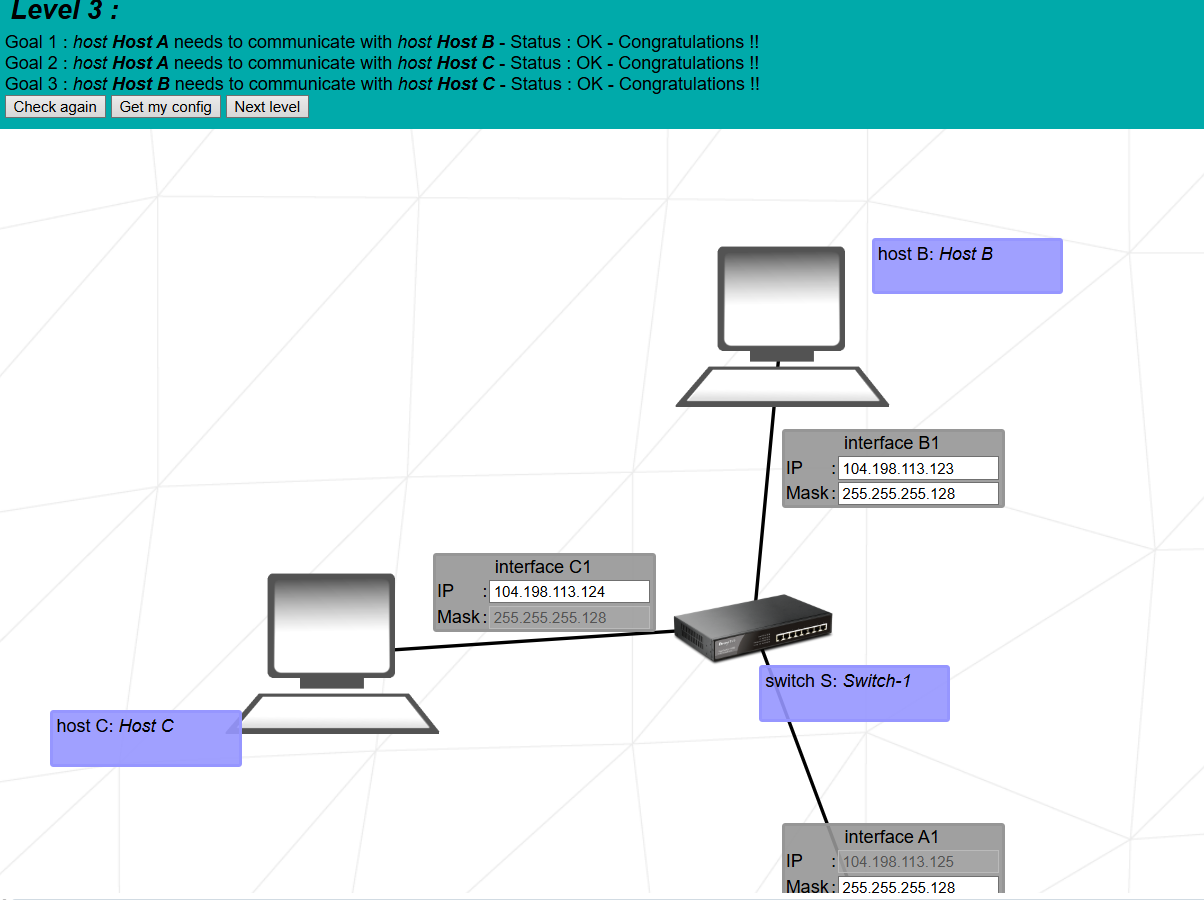 Level 3 :
Goal 1 : host Host A needs to communicate with host Host B - Status : OK - Congratulations !!
Goal 2 : host Host A needs to communicate with host Host C - Status : OK - Congratulations !!
Goal 3 : host Host B needs to communicate with host Host C - Status : OK - Congratulations !!
Check again Get my config Next level
host B: Host B
interface B1
IP : 104.198.113.123
Mask : 255.255.255.128
interface C1
IP : 104.198.113.124
Mask : 255.255.255.128
switch S: Switch-1
host C: Host C
interface A1
IP : 104.198.113.125
Mask : 255.255.255.128